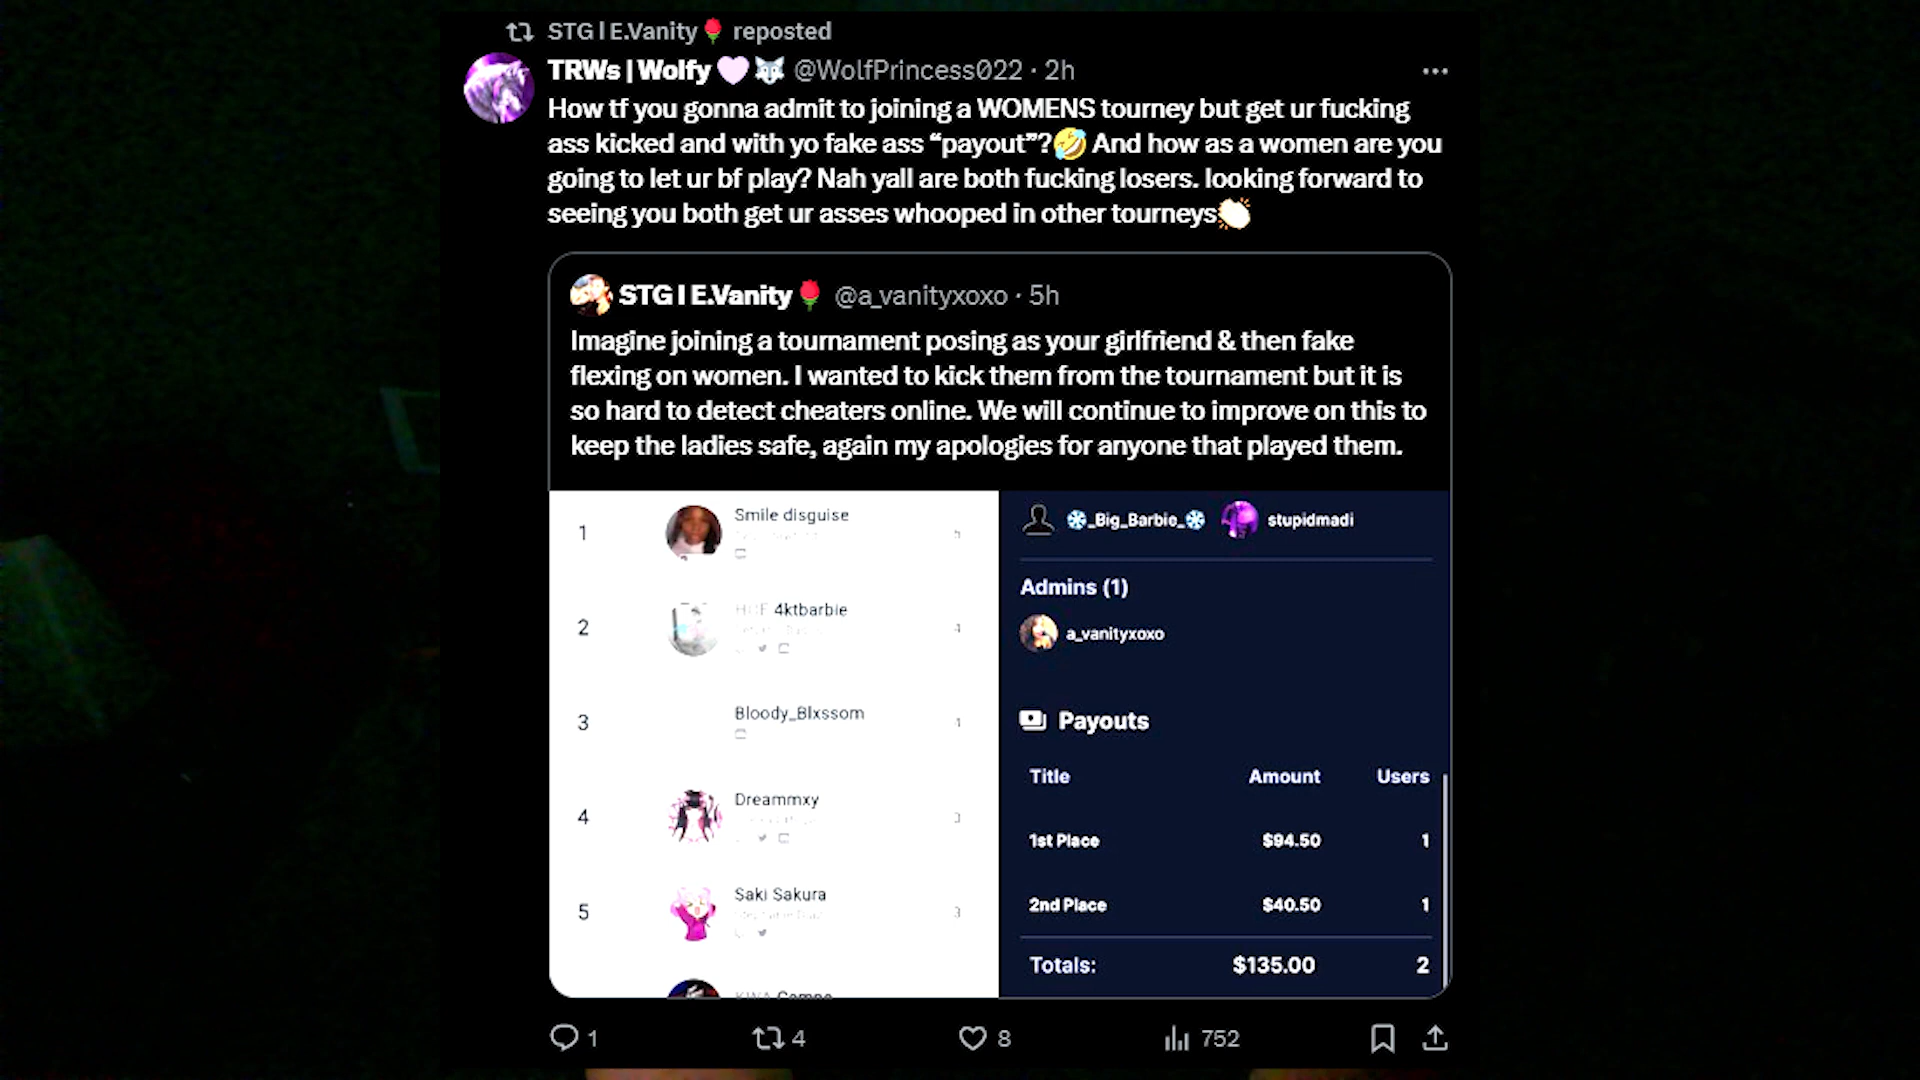 STG I E.Vanity🌹 reposted
TRWs | Wolfy 🤍🐺 @WolfPrincess022 · 2h
How tf you gonna admit to joining a WOMENS tourney but get ur fucking
ass kicked and with yo fake ass “payout”?🤣 And how as a women are you
going to let ur bf play? Nah yall are both fucking losers. looking forward to
seeing you both get ur asses whooped in other tourneys👏🏻
STG I E.Vanity🌹 @a_vanityxoxo · 5h
Imagine joining a tournament posing as your girlfriend & then fake
flexing on women. I wanted to kick them from the tournament but it is
so hard to detect cheaters online. We will continue to improve on this to
keep the ladies safe, again my apologies for anyone that played them.
1 Smile disguise 5
2 4ktbarbie 4
3 Bloody_Blxssom 1
4 Dreammxy 3
5 Saki Sakura 3
❄️_Big_Barbie_❄️ stupidmadi
Admins (1)
a_vanityxoxo
Payouts
Title Amount Users
1st Place $94.50 1
2nd Place $40.50 1
Totals: $135.00 2
1 4 8 752